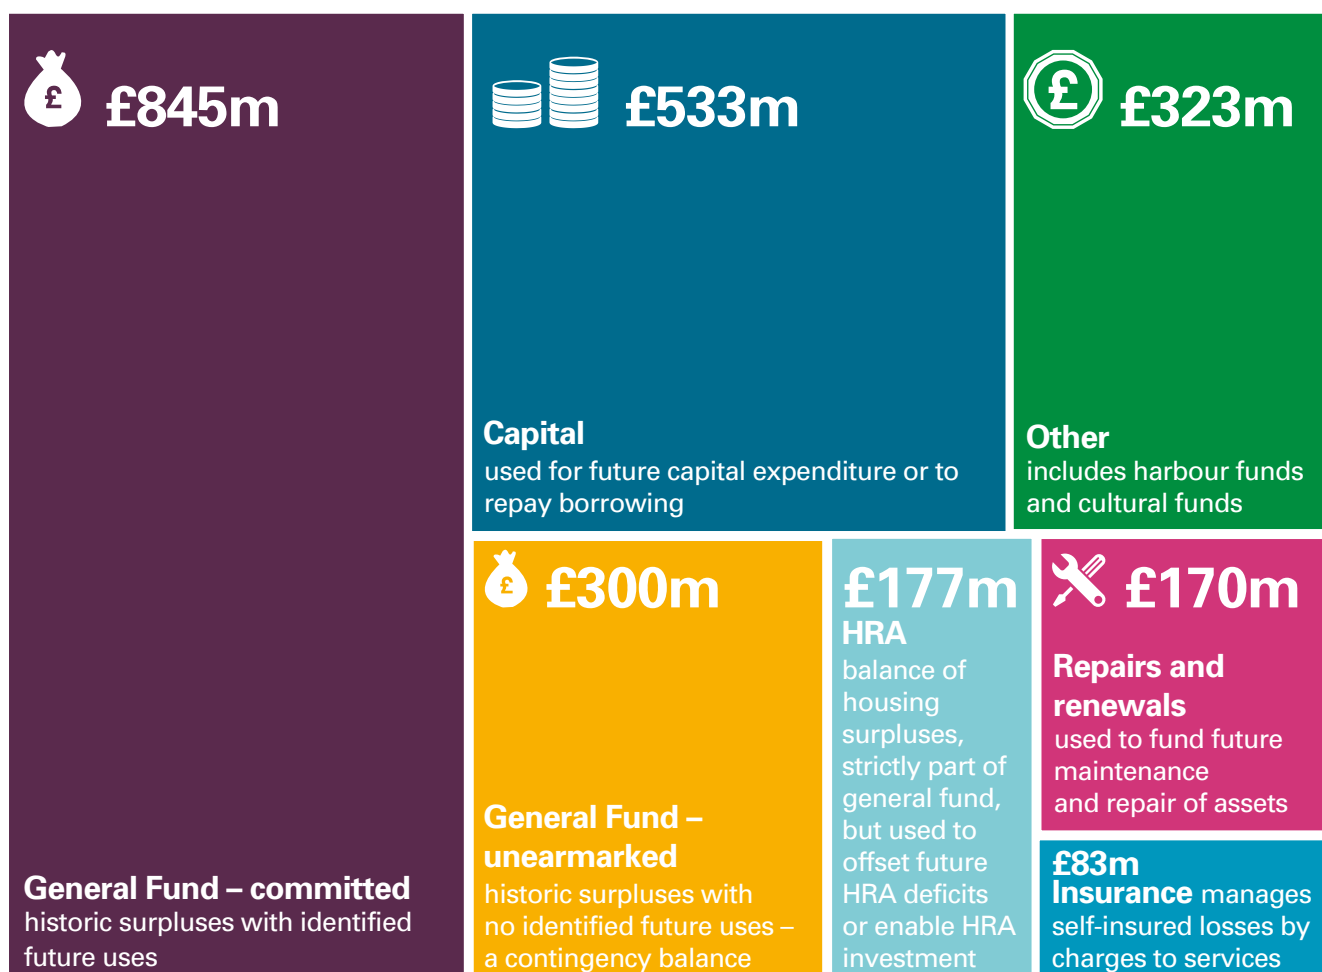 £
£845m
General Fund – committed
historic surpluses with identified
future uses
£533m
Capital
used for future capital expenditure or to
repay borrowing
£
£323m
Other
includes harbour funds
and cultural funds
£
£300m
General Fund –
unearmarked
historic surpluses with
no identified future uses –
a contingency balance
£177m
HRA
balance of
housing
surpluses,
strictly part of
general fund,
but used to
offset future
HRA deficits
or enable HRA
investment
£170m
Repairs and
renewals
used to fund future
maintenance
and repair of assets
£83m
Insurance manages
self-insured losses by
charges to services